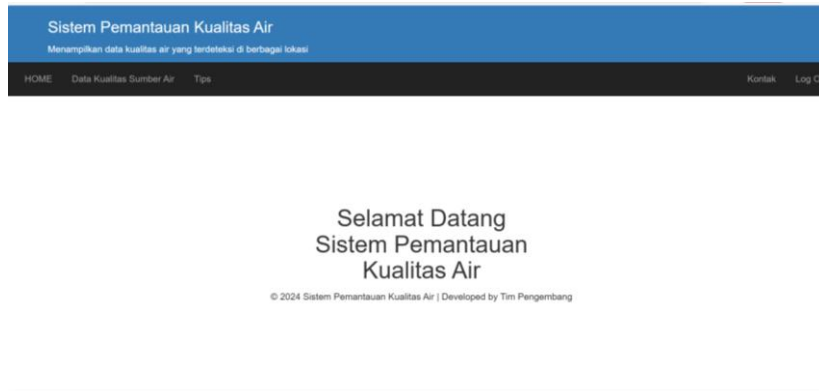 Sistem Pemantauan Kualitas Air
Menampilkan data kualitas air yang terdeteksi di berbagai lokasi
HOME Data Kualitas Sumber Air Tips Kontak Log
Selamat Datang
Sistem Pemantauan
Kualitas Air
© 2024 Sistem Pemantauan Kualitas Air | Developed by Tim Pengembang